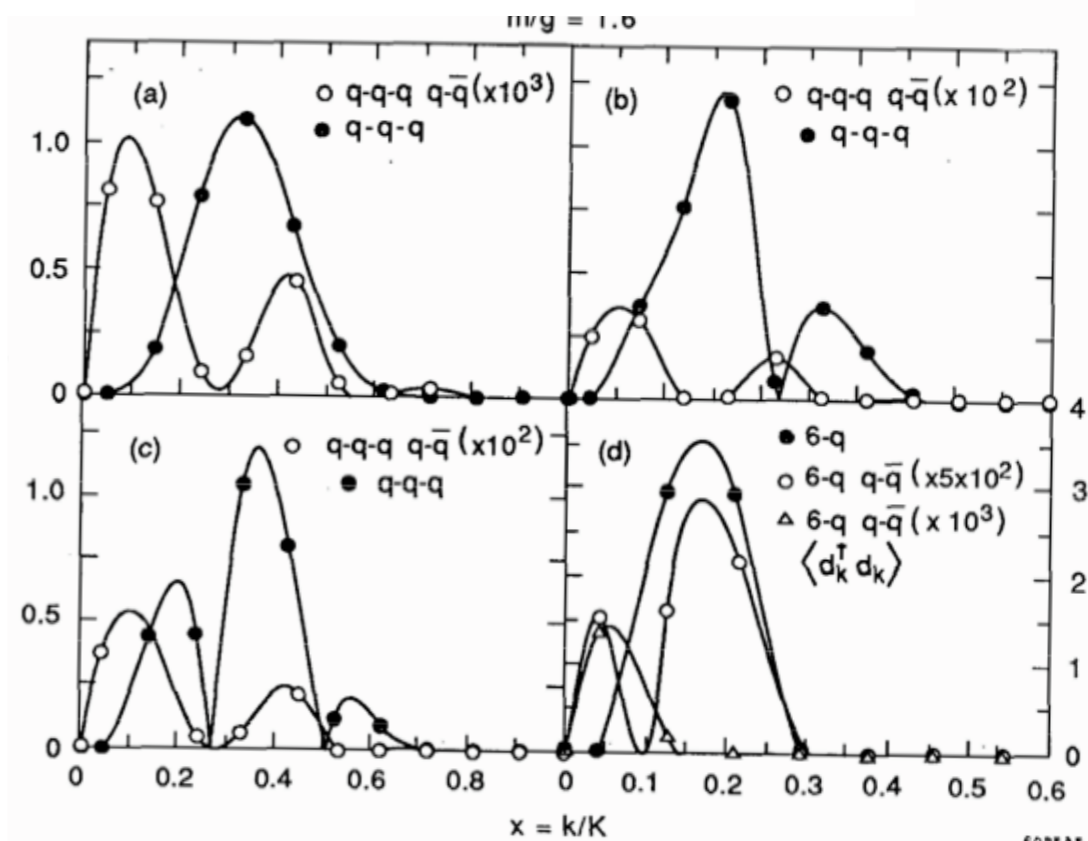 m/g = 1.6
(a)
q-q-q q-q̅ (x10³)
q-q-q
(b)
q-q-q q-q̅ (x 10²)
q-q-q
1.0
0.5
0
(c)
q-q-q q-q̅ (x10²)
q-q-q
(d)
6-q
6-q q-q̅ (x5x10²)
6-q q-q̅ (x 10³)
⟨d†ₖ dₖ⟩
1.0
0.5
0
4
3
2
1
0
0 0.2 0.4 0.6 0.8 0 0.1 0.2 0.3 0.4 0.5 0.6
x = k/K